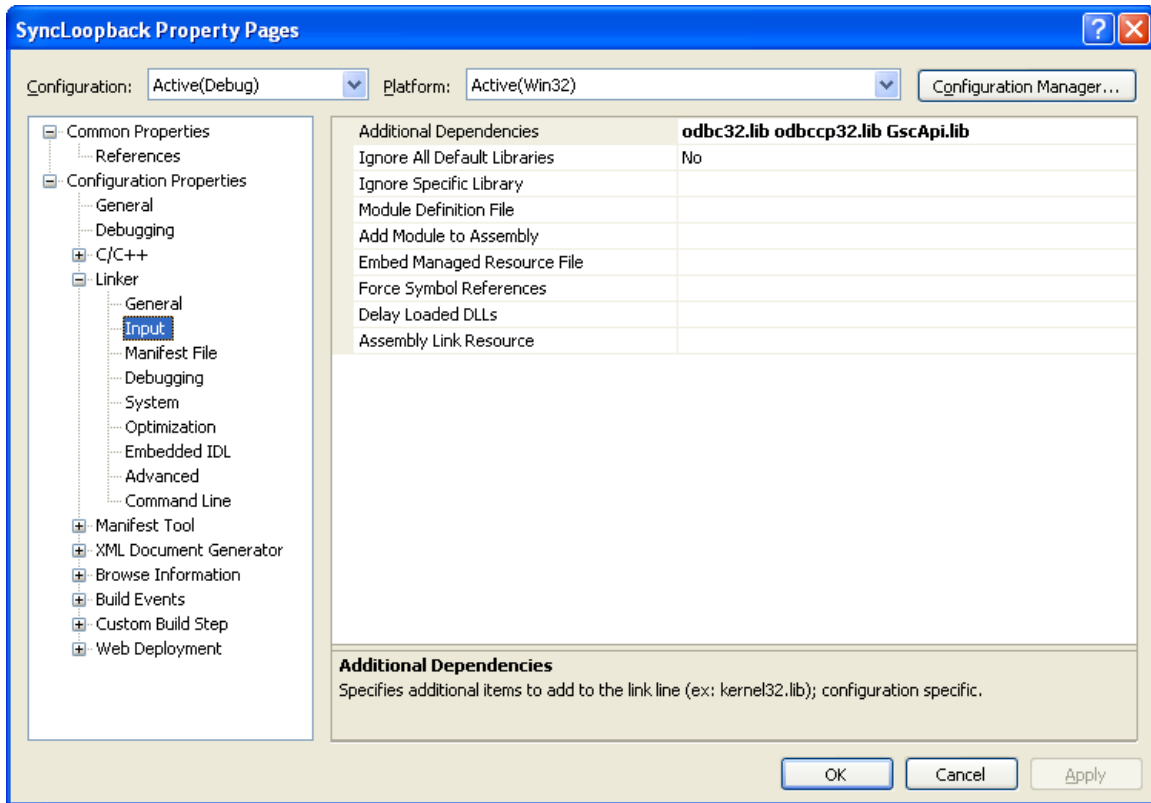 SyncLoopback Property Pages
Configuration: Active(Debug) Platform: Active(Win32) Configuration Manager...
Common Properties
References
Configuration Properties
General
Debugging
C/C++
Linker
General
Input
Manifest File
Debugging
System
Optimization
Embedded IDL
Advanced
Command Line
Manifest Tool
XML Document Generator
Browse Information
Build Events
Custom Build Step
Web Deployment
Additional Dependencies odbc32.lib odbccp32.lib GscApi.lib
Ignore All Default Libraries No
Ignore Specific Library
Module Definition File
Add Module to Assembly
Embed Managed Resource File
Force Symbol References
Delay Loaded DLLs
Assembly Link Resource
Additional Dependencies
Specifies additional items to add to the link line (ex: kernel32.lib); configuration specific.
OK Cancel Apply